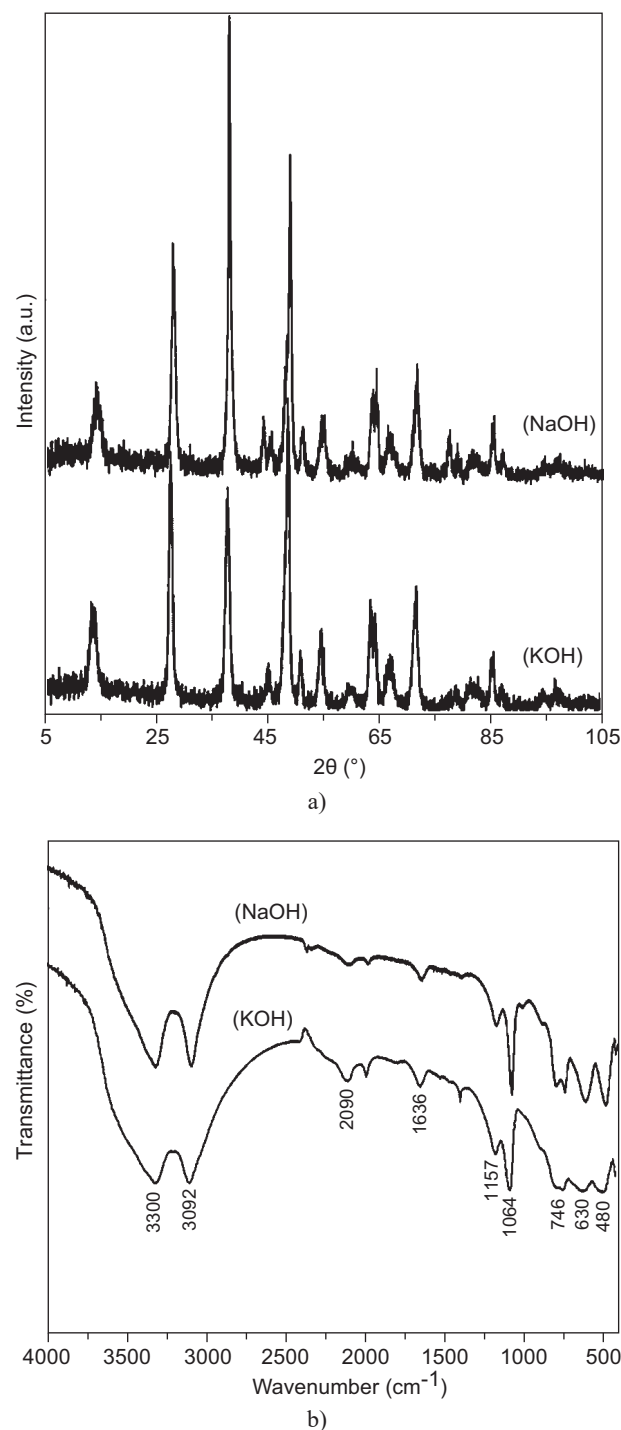 Intensity (a.u.)
(NaOH)
(KOH)
5 25 45 65 85 105
2θ (°)
a)
Transmittance (%)
(NaOH)
(KOH)
3300
3092
2090
1636
1157
1064
746
630
480
4000 3500 3000 2500 2000 1500 1000 500
Wavenumber (cm-1)
b)